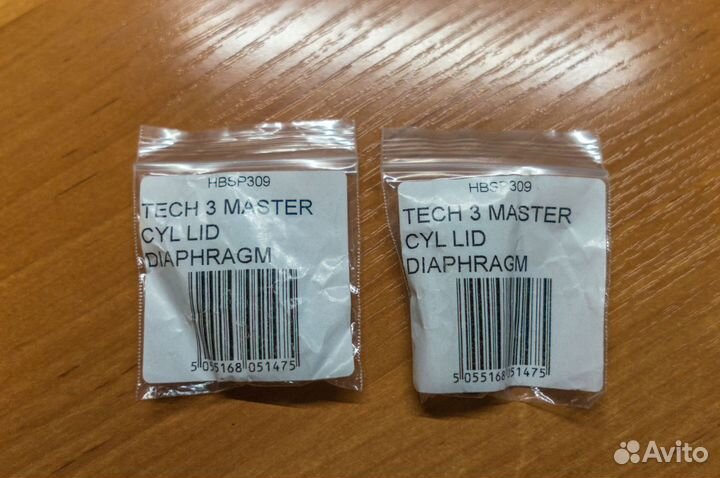 HBSP309
TECH 3 MASTER
CYL LID
DIAPHRAGM
5 055168 051475
HBSP309
TECH 3 MASTER
CYL LID
DIAPHRAGM
5 055168 051475
Avito